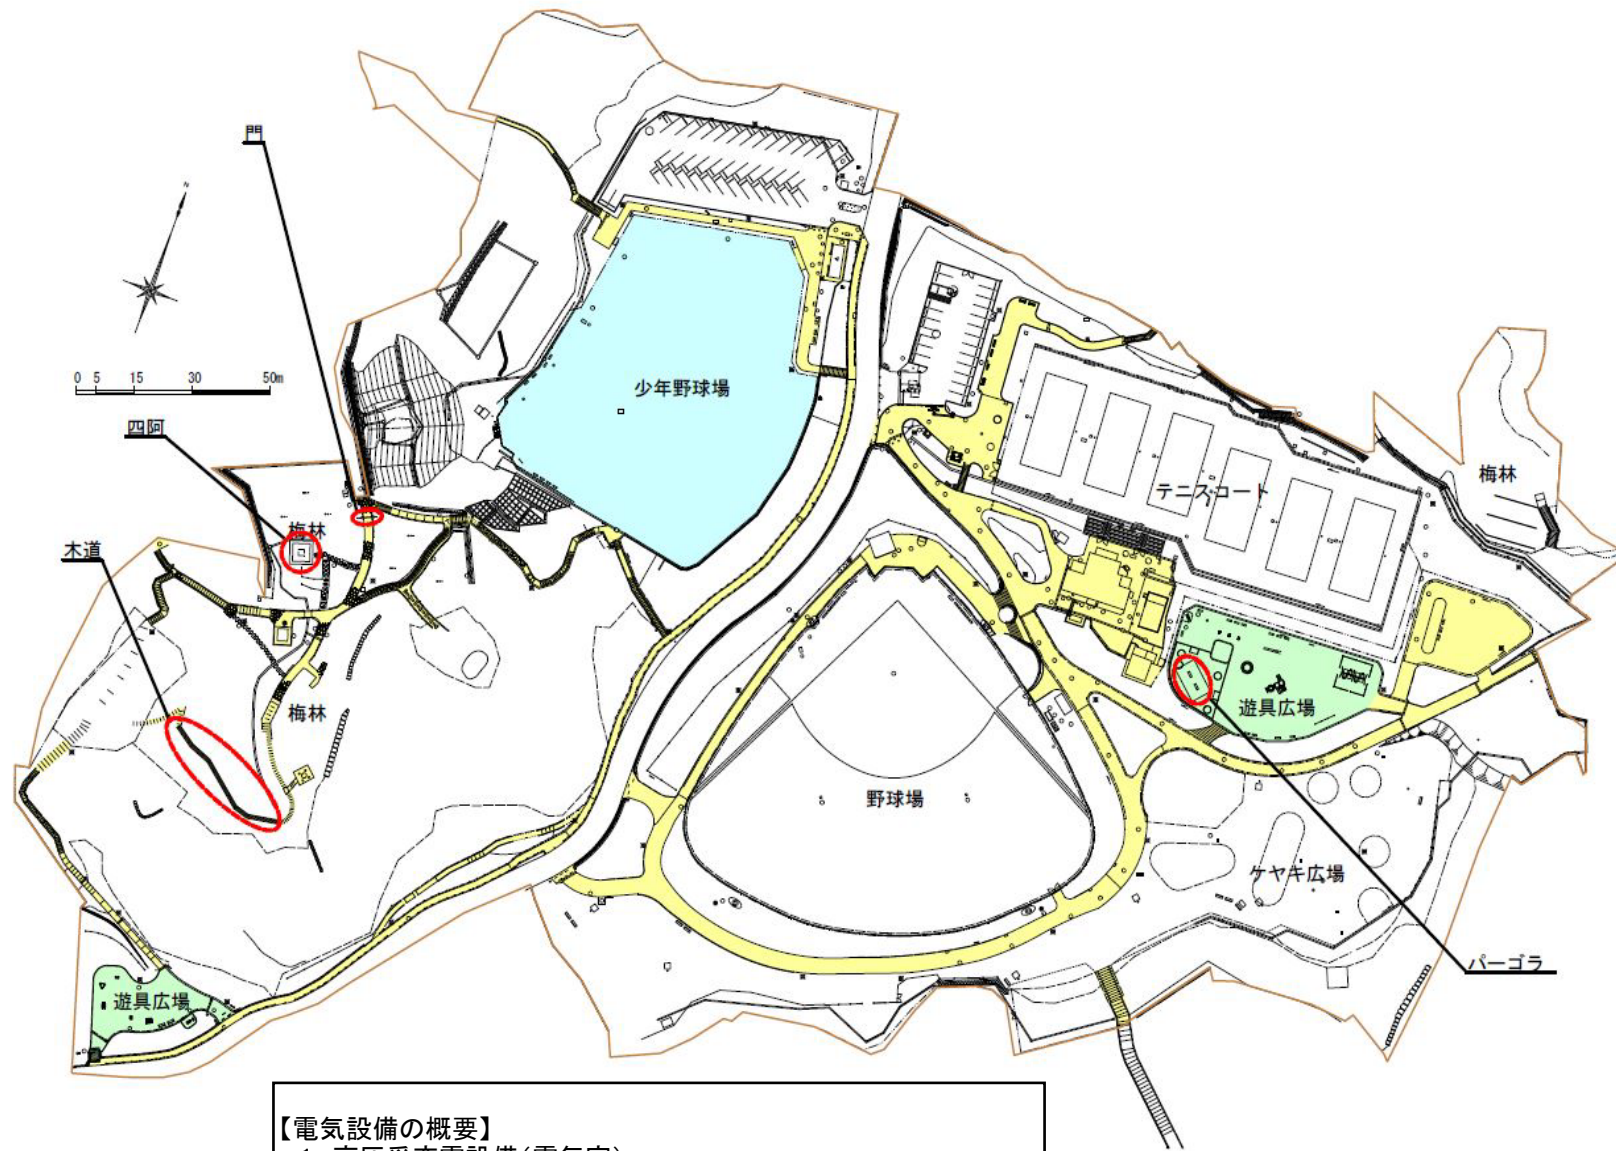 門
N
0 5 15 30 50m
少年野球場
四阿
梅林
テニスコート
梅林
木道
遊具広場
梅林
野球場
ケヤキ広場
パーゴラ
遊具広場
【電気設備の概要】